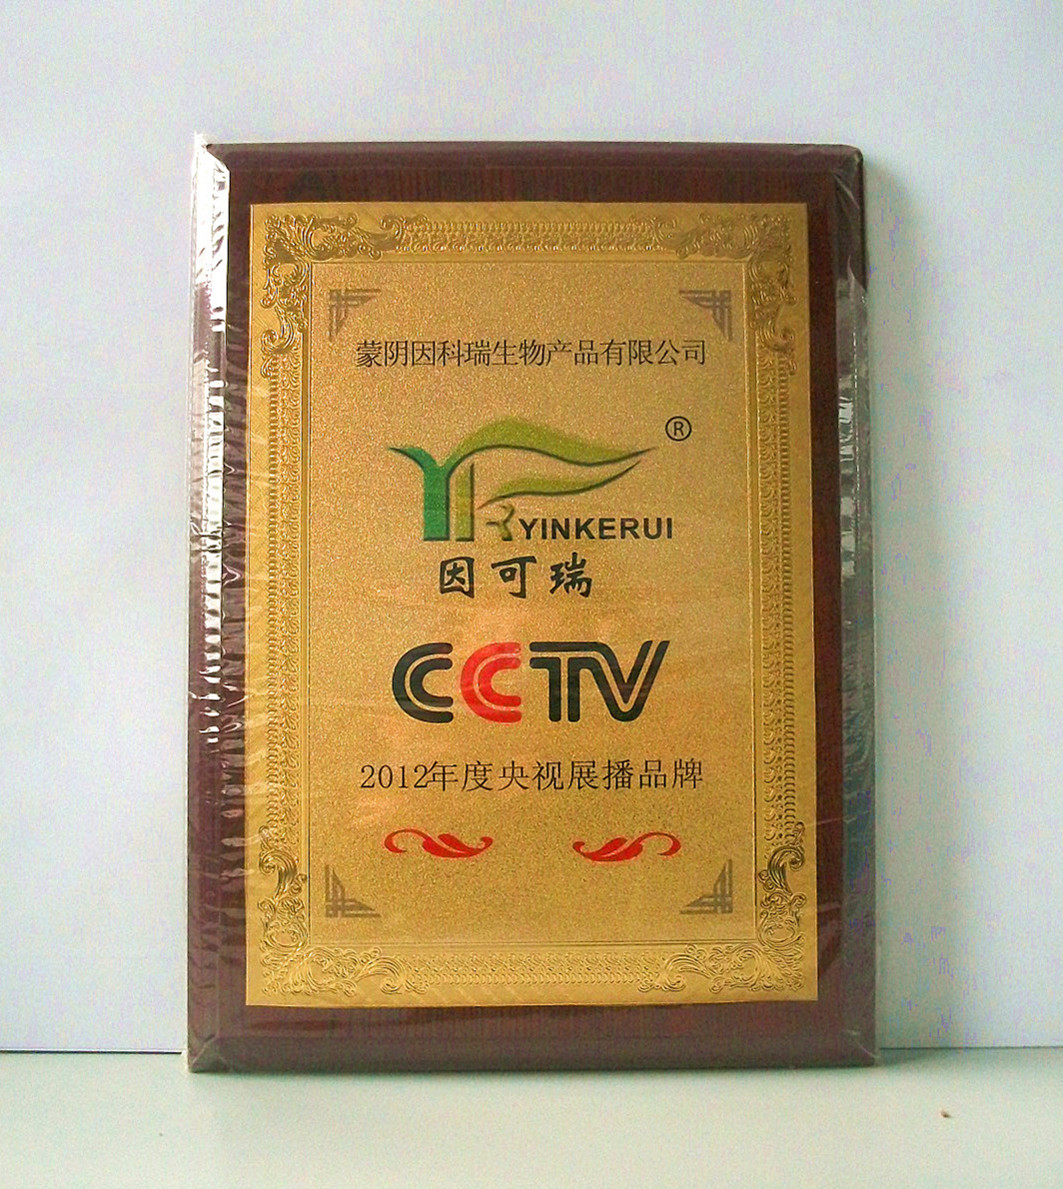 蒙阴因科瑞生物产品有限公司
®
YINKERUI
因可瑞
CCTV
2012年度央视展播品牌